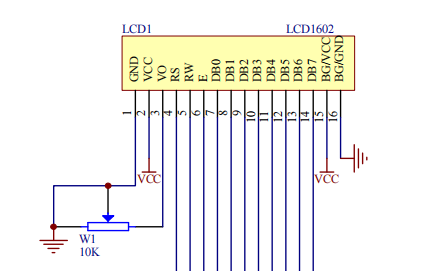 LCD1 LCD1602
GND VCC VO RS RW E DB0 DB1 DB2 DB3 DB4 DB5 DB6 DB7 BG/VCC BG/GND
1 2 3 4 5 6 7 8 9 10 11 12 13 14 15 16
VCC VCC
W1
10K